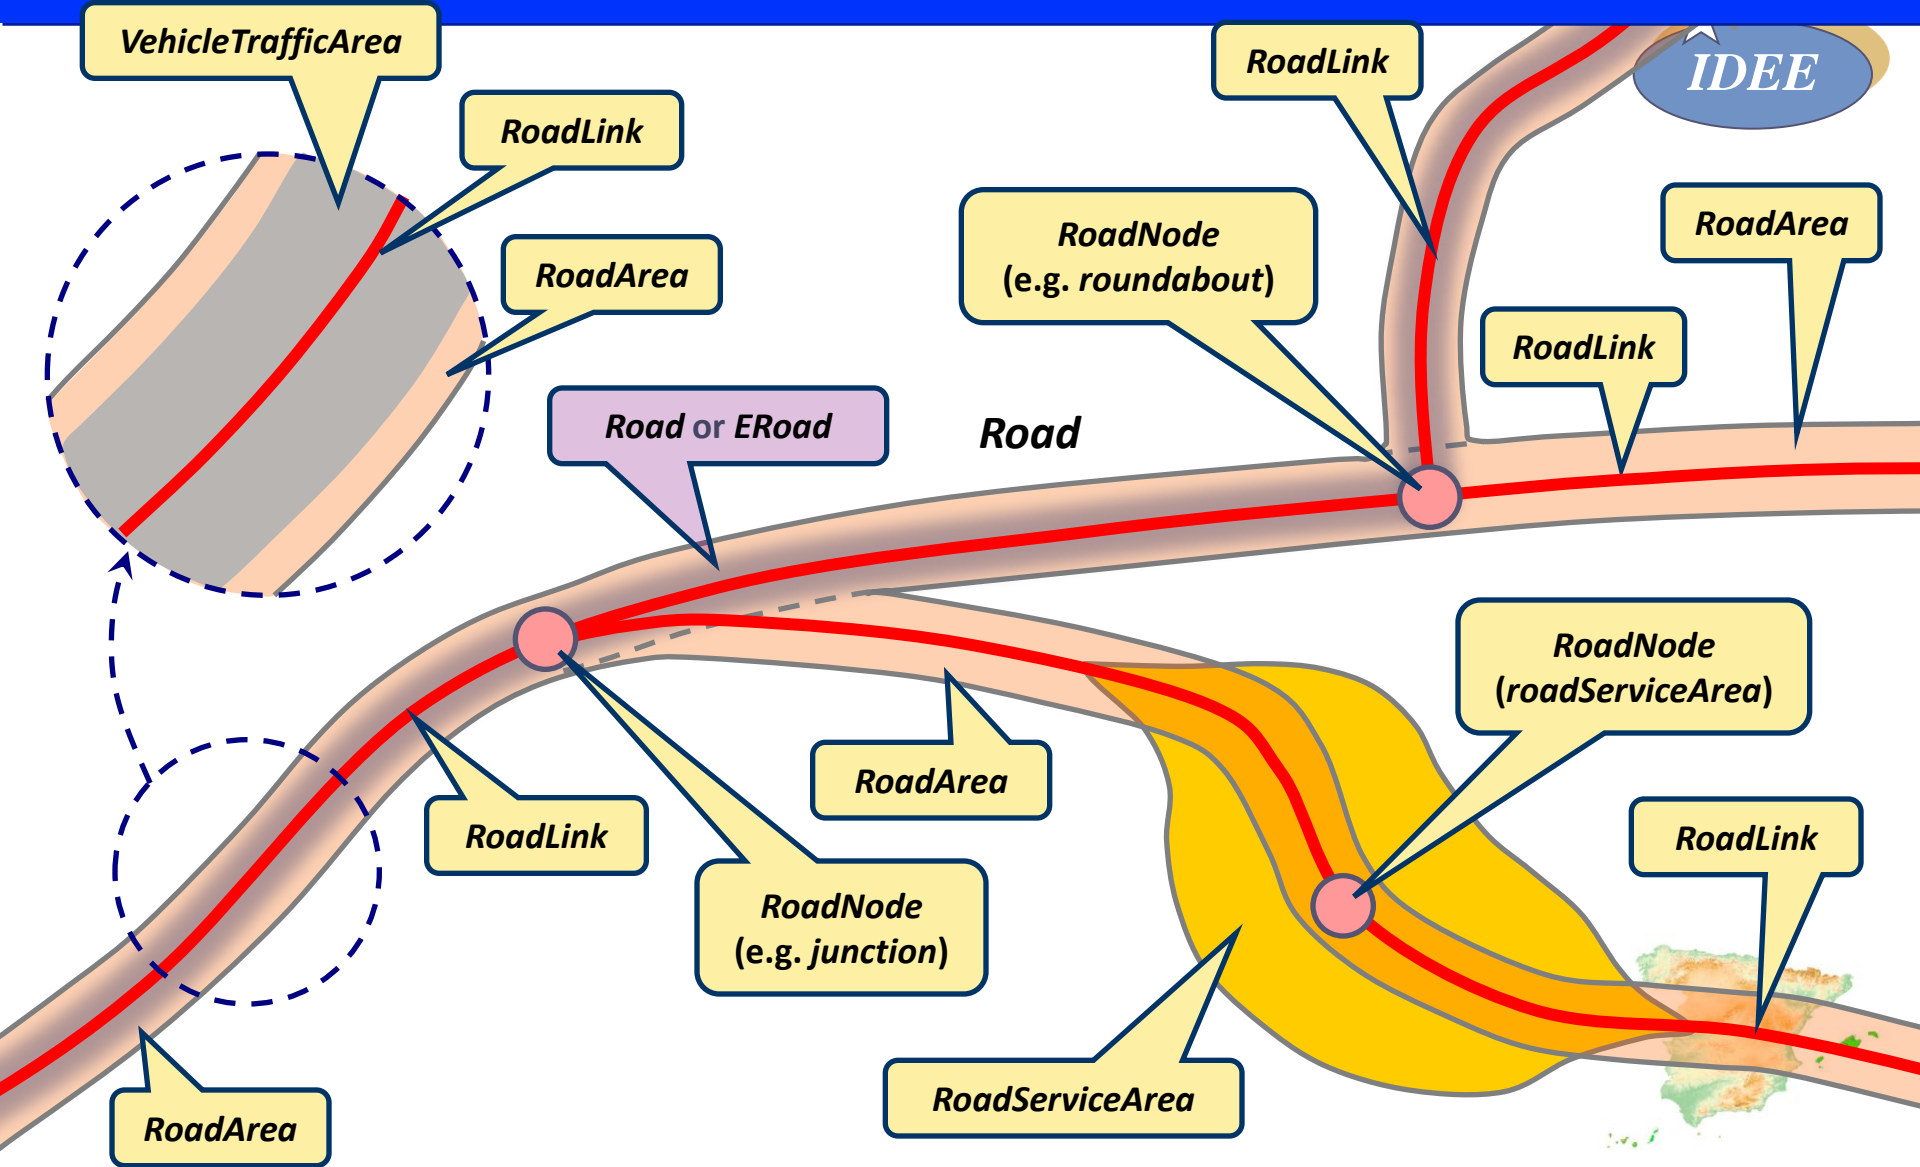 VehicleTrafficArea
RoadLink
RoadLink
IDEE
RoadNode
(e.g. roundabout)
RoadArea
RoadArea
RoadLink
Road or ERoad
Road
RoadNode
(roadServiceArea)
RoadArea
RoadLink
RoadLink
RoadNode
(e.g. junction)
RoadServiceArea
RoadArea